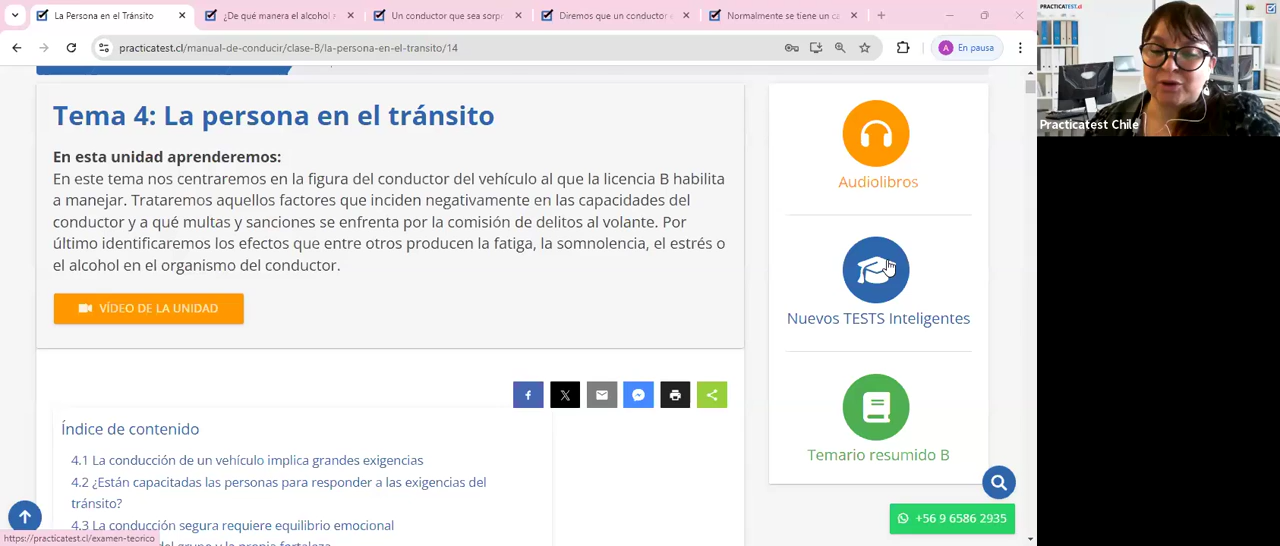 La Persona en el Tránsito
¿De qué manera el alcohol
Un conductor que sea sorp
Diremos que un conductor
Normalmente se tiene un ca
practicatest.cl/manual-de-conducir/clase-B/la-persona-en-el-transito/14
A En pausa
PRACTICATEST.cl
Practicatest Chile
Tema 4: La persona en el tránsito
En esta unidad aprenderemos:
En este tema nos centraremos en la figura del conductor del vehículo al que la licencia B habilita
a manejar. Trataremos aquellos factores que inciden negativamente en las capacidades del
conductor y a qué multas y sanciones se enfrenta por la comisión de delitos al volante. Por
último identificaremos los efectos que entre otros producen la fatiga, la somnolencia, el estrés o
el alcohol en el organismo del conductor.
VÍDEO DE LA UNIDAD
Índice de contenido
4.1 La conducción de un vehículo implica grandes exigencias
4.2 ¿Están capacitadas las personas para responder a las exigencias del
tránsito?
4.3 La conducción segura requiere equilibrio emocional
del grupo y la propia fortaleza
https://practicatest.cl/examen-teorico
Audiolibros
Nuevos TESTS Inteligentes
Temario resumido B
+56 9 6586 2935